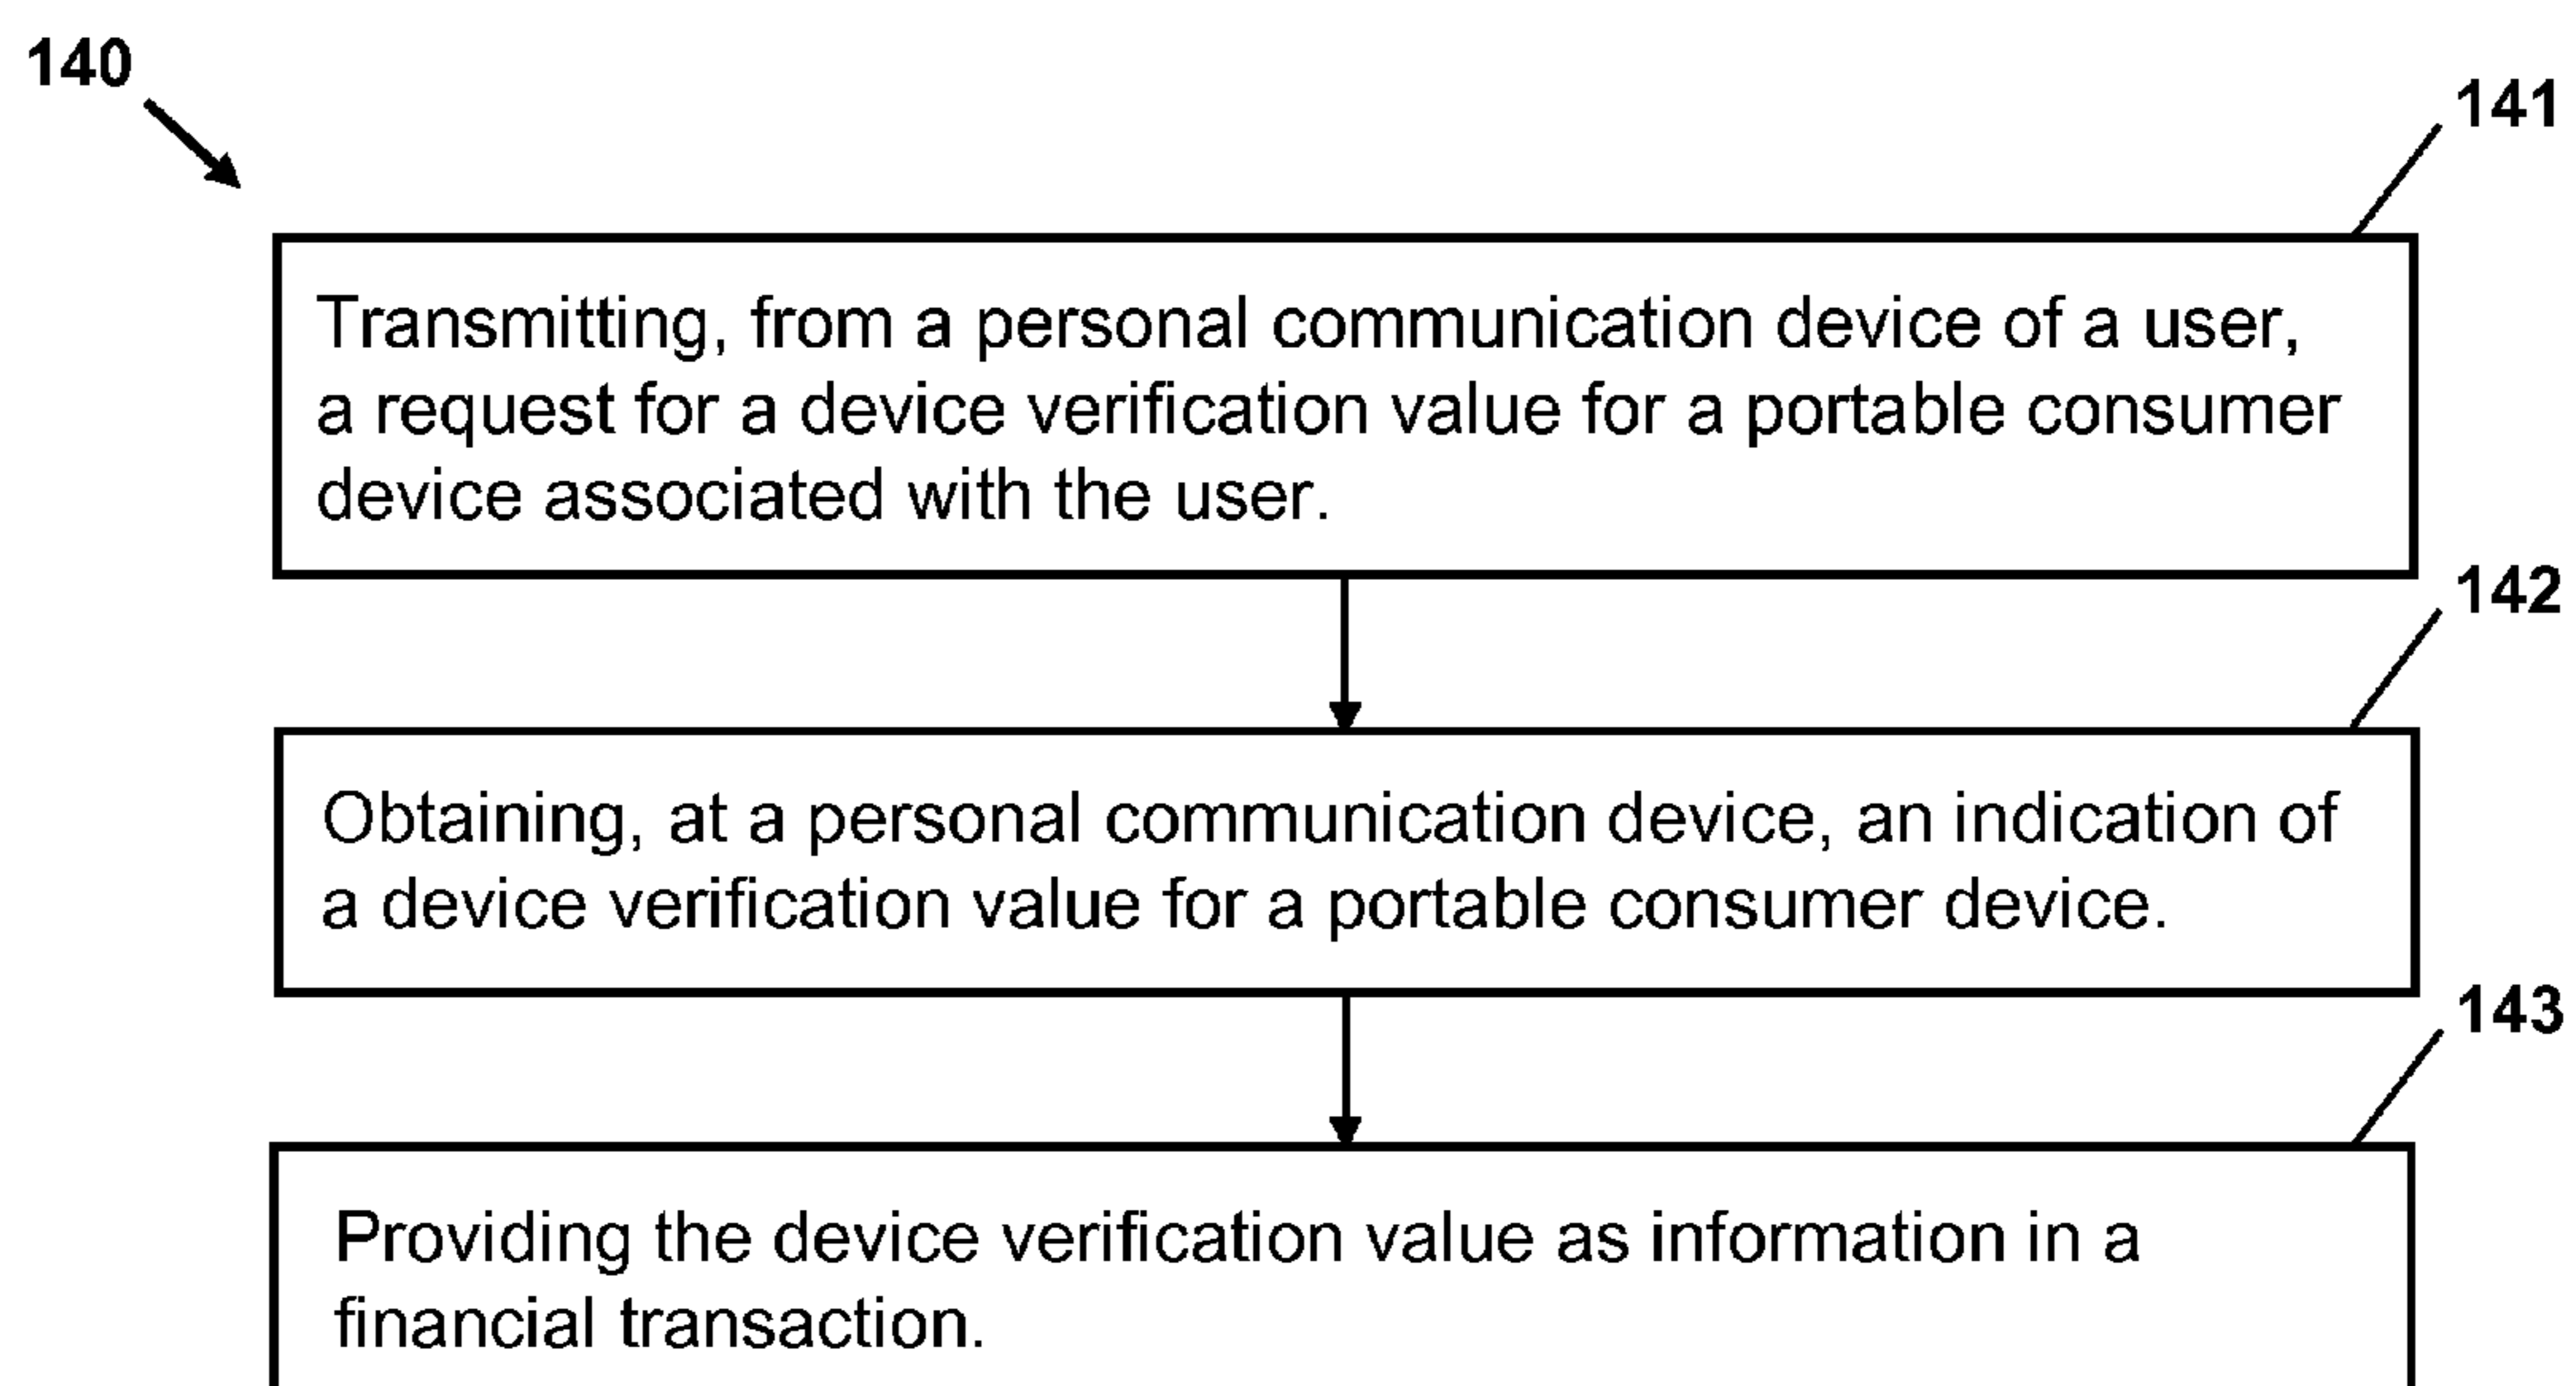 140
141
Transmitting, from a personal communication device of a user,
a request for a device verification value for a portable consumer
device associated with the user.
142
Obtaining, at a personal communication device, an indication of
a device verification value for a portable consumer device.
143
Providing the device verification value as information in a
financial transaction.